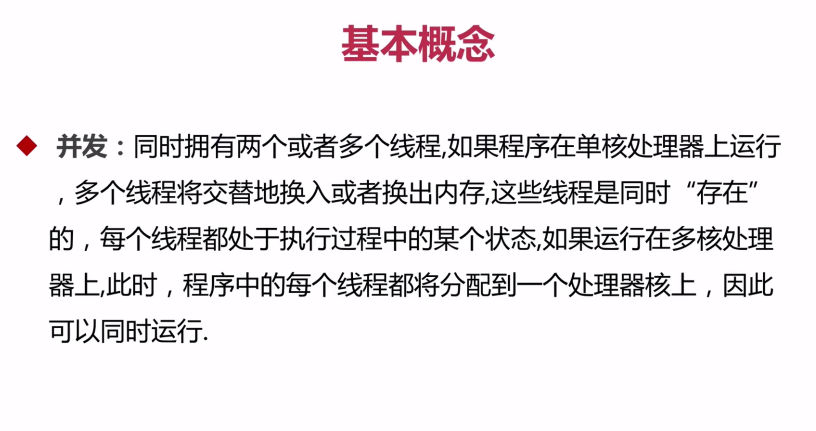 基本概念
并发：同时拥有两个或者多个线程,如果程序在单核处理器上运行
，多个线程将交替地换入或者换出内存,这些线程是同时“存在”
的，每个线程都处于执行过程中的某个状态,如果运行在多核处理
器上,此时，程序中的每个线程都将分配到一个处理器核上，因此
可以同时运行.